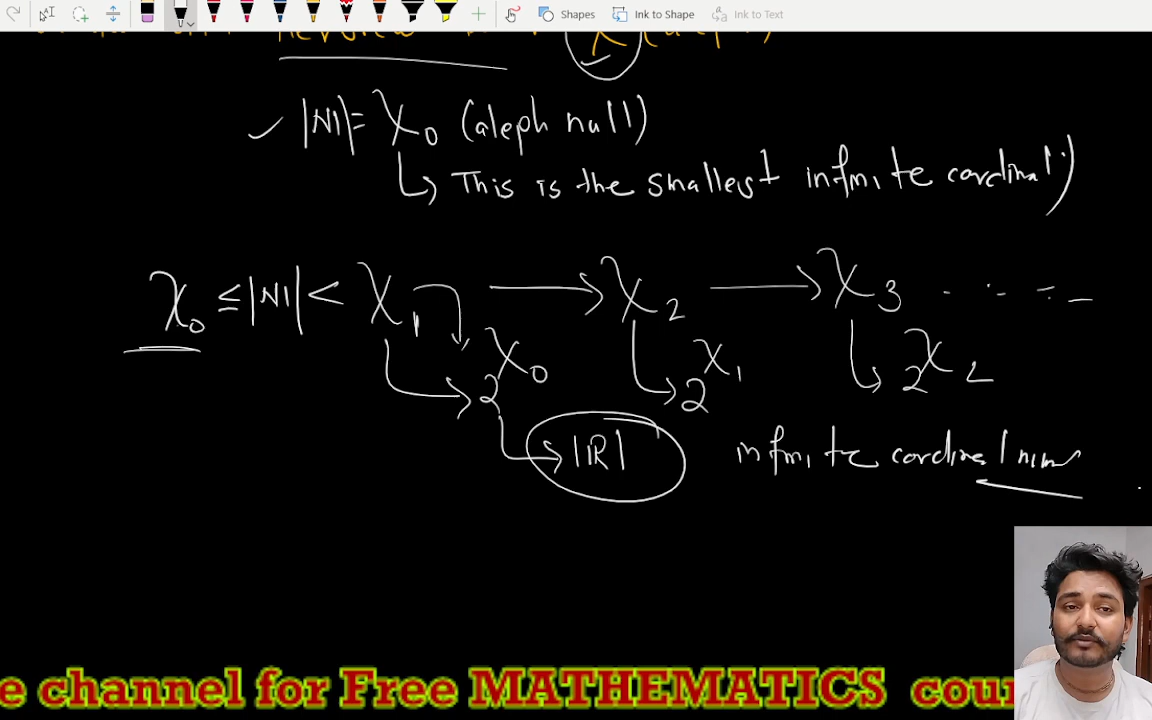 Shapes Ink to Shape Ink to Text
|N| = ℵ₀ (aleph null)
↳ This is the smallest infinite cardinal)
ℵ₀ ≤ |N| < ℵ₁ → ℵ₂ → ℵ₃ ....
↳ 2^ℵ₀ ↳ 2^ℵ₁ ↳ 2^ℵ₂
↳ |R| infinite cardinal num
e channel for Free MATHEMATICS cour